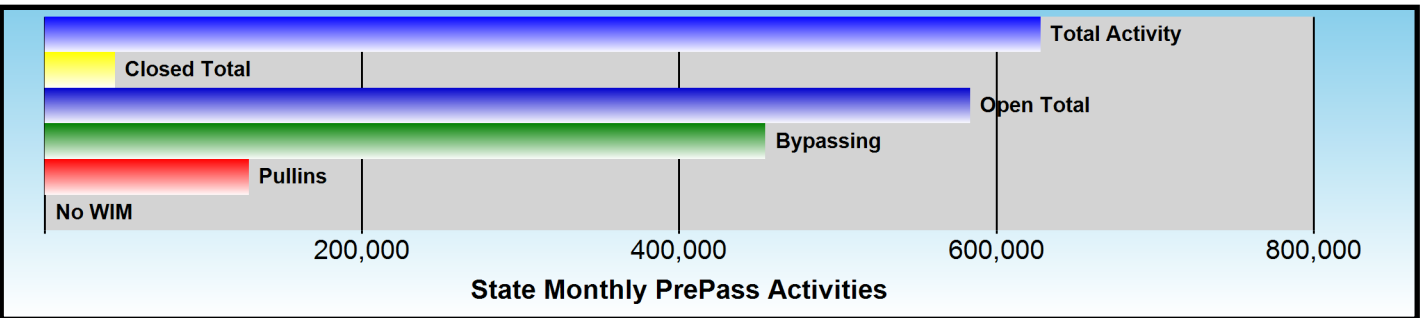 Total Activity
Closed Total
Open Total
Bypassing
Pullins
No WIM
200,000 400,000 600,000 800,000
State Monthly PrePass Activities